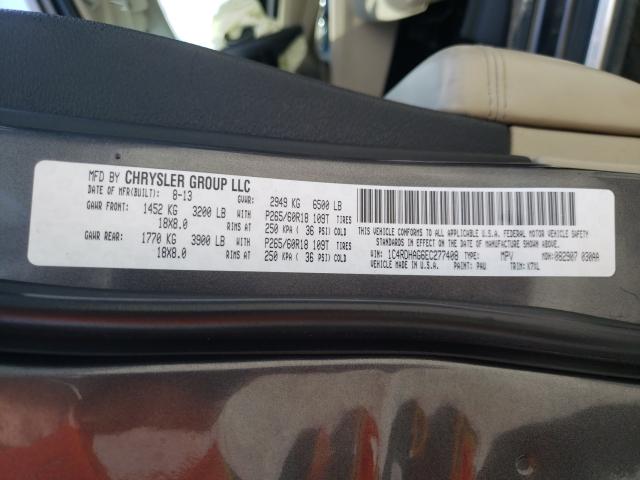 MFD BY CHRYSLER GROUP LLC
DATE OF MFR(BUILT): 8-13 GVWR: 2949 KG 6500 LB
GAWR FRONT: 1452 KG 3200 LB WITH P265/60R18 109T TIRES
18X8.0 RIMS AT 250 KPA ( 36 PSI) COLD
GAWR REAR: 1770 KG 3900 LB WITH P265/60R18 109T TIRES
18X8.0 RIMS AT 250 KPA ( 36 PSI) COLD
THIS VEHICLE CONFORMS TO ALL APPLICABLE U.S.A. FEDERAL MOTOR VEHICLE SAFETY
STANDARDS IN EFFECT ON THE DATE OF MANUFACTURE SHOWN ABOVE.
VIN: 1C4RDHAG6EC277408 TYPE: MPV MDH: 082907 030AA
MADE IN U.S.A. PAINT: PAU TRIM: K7XL